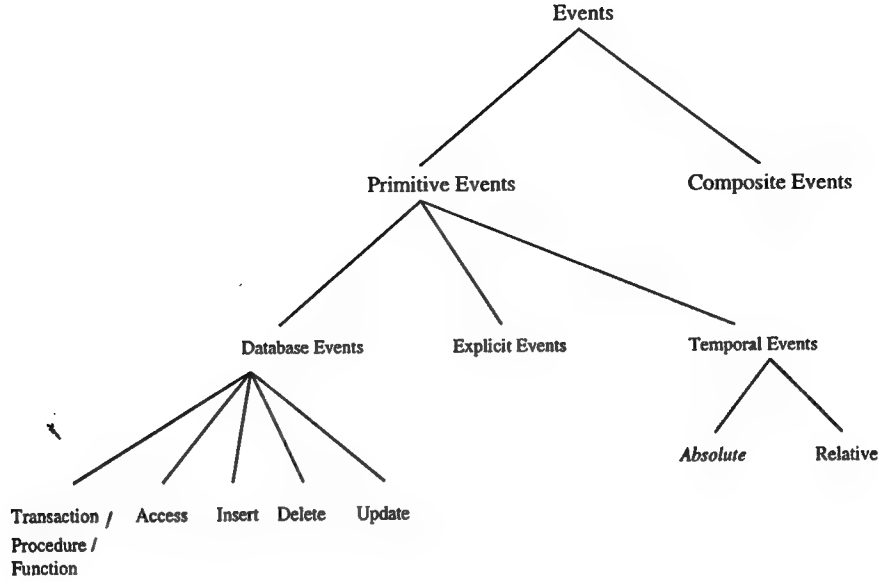 Events
Primitive Events Composite Events
Database Events Explicit Events Temporal Events
Absolute Relative
Transaction / Access Insert Delete Update
Procedure /
Function